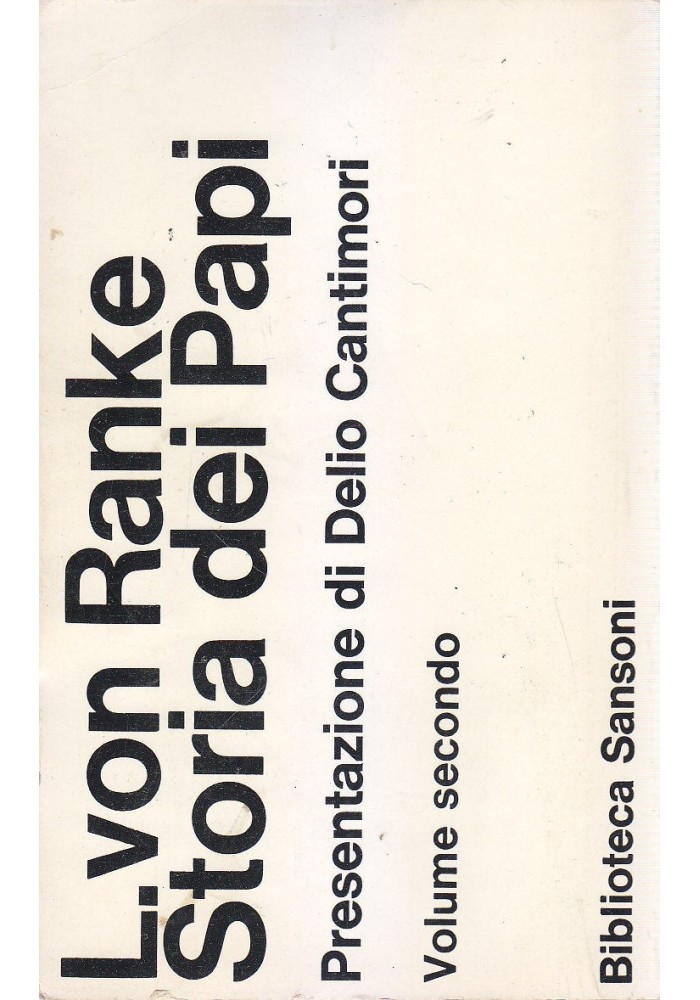 L.von Ranke
Storia dei Papi
Presentazione di Delio Cantimori
Volume secondo
Biblioteca Sansoni